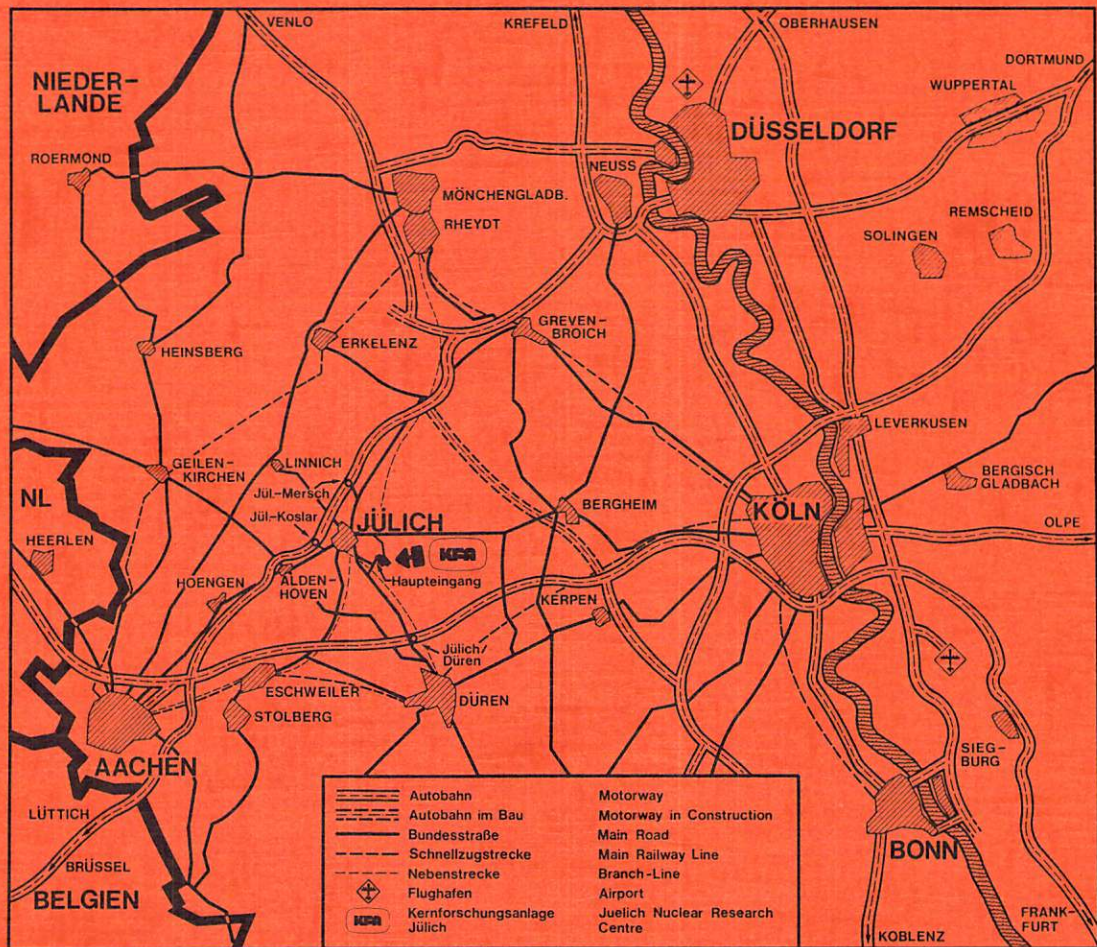 VENLO
KREFELD
OBERHAUSEN
DORTMUND
NIEDER-
LANDE
WUPPERTAL
DÜSSELDORF
ROERMOND
NEUSS
MÖNCHENGLADB.
RHEYDT
REMSCHEID
SOLINGEN
GREVEN-
BROICH
ERKELENZ
HEINSBERG
LEVERKUSEN
GEILEN-
KIRCHEN
LINNICH
BERGISCH
GLADBACH
NL
Jül.-Mersch
BERGHEIM
KÖLN
Jül.-Koslar
JÜLICH
OLPE
HEERLEN
KFA
Haupteingang
HOENGEN
ALDEN-
HOVEN
KERPEN
Jülich/
Düren
ESCHWEILER
DÜREN
STOLBERG
SIEG-
BURG
AACHEN
LÜTTICH
BRÜSSEL
BELGIEN
BONN
KOBLENZ
FRANK-
FURT
Autobahn Motorway
Autobahn im Bau Motorway in Construction
Bundesstraße Main Road
Schnellzugstrecke Main Railway Line
Nebenstrecke Branch-Line
Flughafen Airport
KFA Kernforschungsanlage Juelich Nuclear Research
Jülich Centre